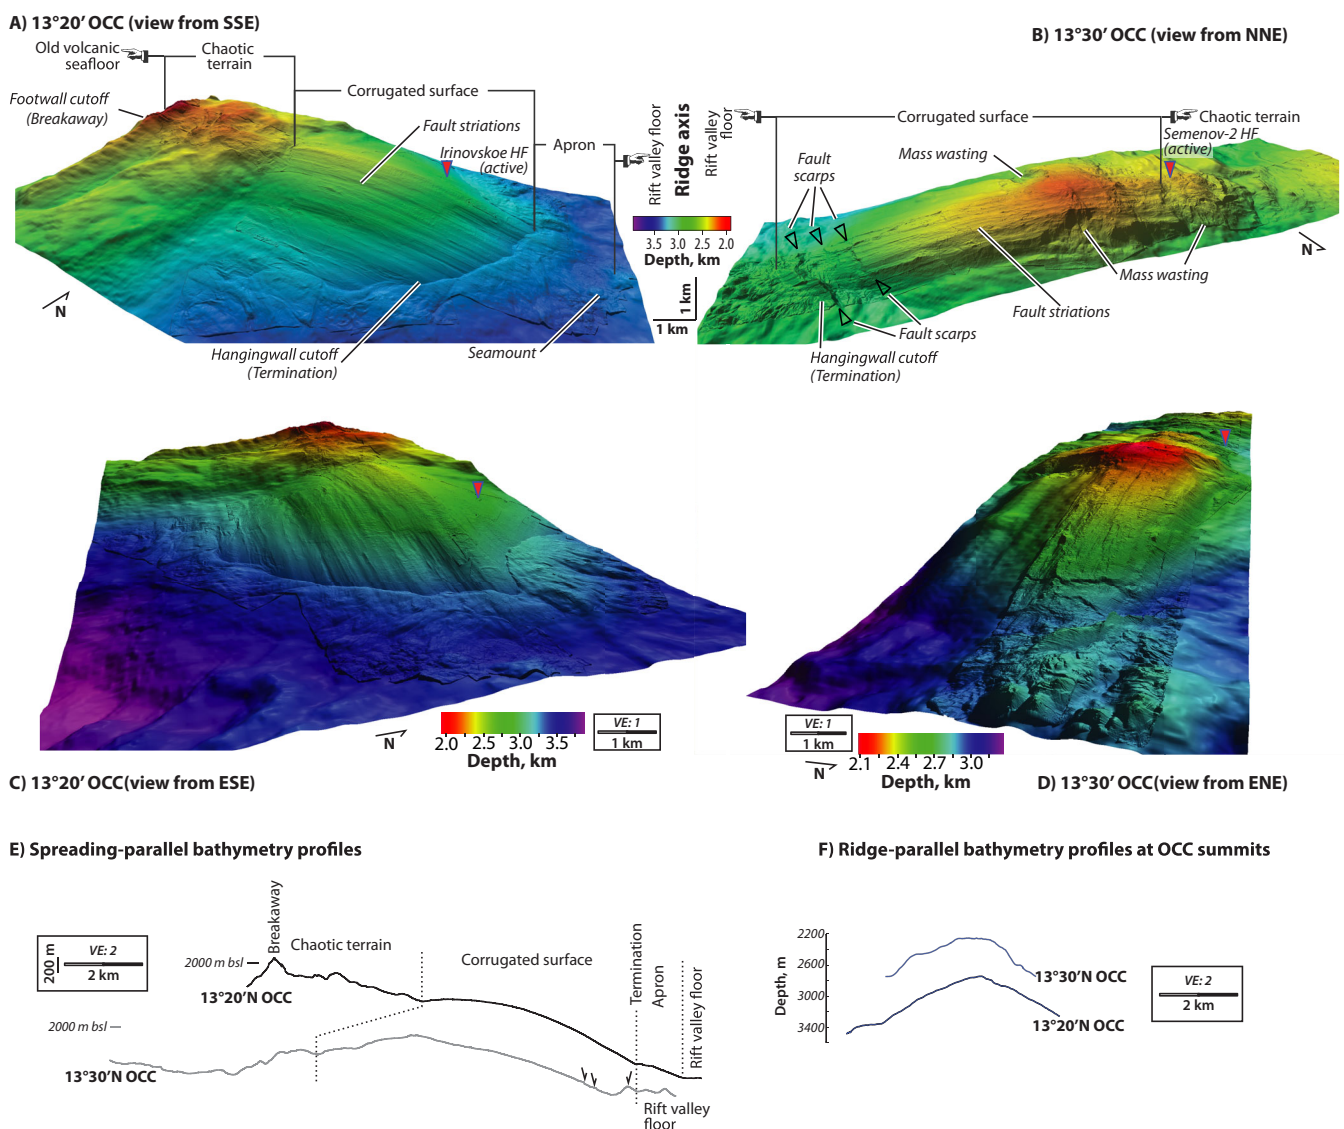 A) 13°20′ OCC (view from SSE)
Old volcanic
seafloor
Chaotic
terrain
Footwall cutoff
(Breakaway)
Corrugated surface
Fault striations
Irinovskoe HF
(active)
Apron
N
Hangingwall cutoff
(Termination)
Seamount
Rift valley floor
Ridge axis
Rift valley
floor
3.5 3.0 2.5 2.0
Depth, km
1 km
1 km
B) 13°30′ OCC (view from NNE)
Corrugated surface
Chaotic terrain
Semenov-2 HF
(active)
Mass wasting
Fault
scarps
N
Mass wasting
Fault striations
Fault scarps
Hangingwall cutoff
(Termination)
N
2.0 2.5 3.0 3.5
Depth, km
VE: 1
1 km
C) 13°20′ OCC(view from ESE)
VE: 1
1 km
N
2.1 2.4 2.7 3.0
Depth, km
D) 13°30′ OCC(view from ENE)
E) Spreading-parallel bathymetry profiles
200 m
VE: 2
2 km
Breakaway
Chaotic terrain
2000 m bsl
13°20′N OCC
Corrugated surface
Termination
Apron
Rift valley floor
2000 m bsl
13°30′N OCC
Rift valley
floor
F) Ridge-parallel bathymetry profiles at OCC summits
Depth, m
2200
2600
3000
3400
13°30′N OCC
13°20′N OCC
VE: 2
2 km